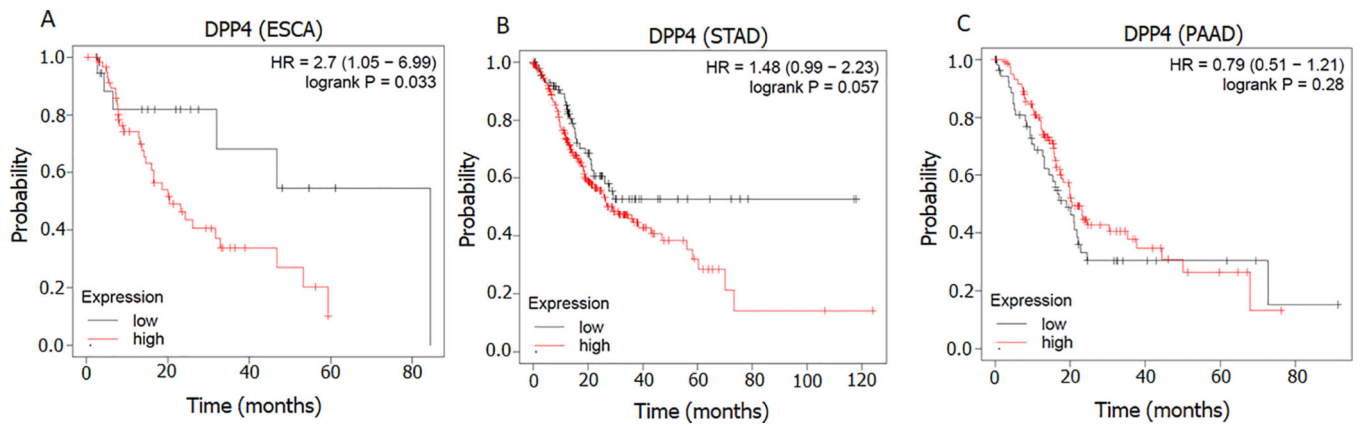 A
DPP4 (ESCA)
HR = 2.7 (1.05 – 6.99)
logrank P = 0.033
Probability
1.0
0.8
0.6
0.4
0.2
0.0
Expression
low
high
0 20 40 60 80
Time (months)
B
DPP4 (STAD)
HR = 1.48 (0.99 – 2.23)
logrank P = 0.057
Probability
1.0
0.8
0.6
0.4
0.2
0.0
Expression
low
high
0 20 40 60 80 100 120
Time (months)
C
DPP4 (PAAD)
HR = 0.79 (0.51 – 1.21)
logrank P = 0.28
Probability
1.0
0.8
0.6
0.4
0.2
0.0
Expression
low
high
0 20 40 60 80
Time (months)